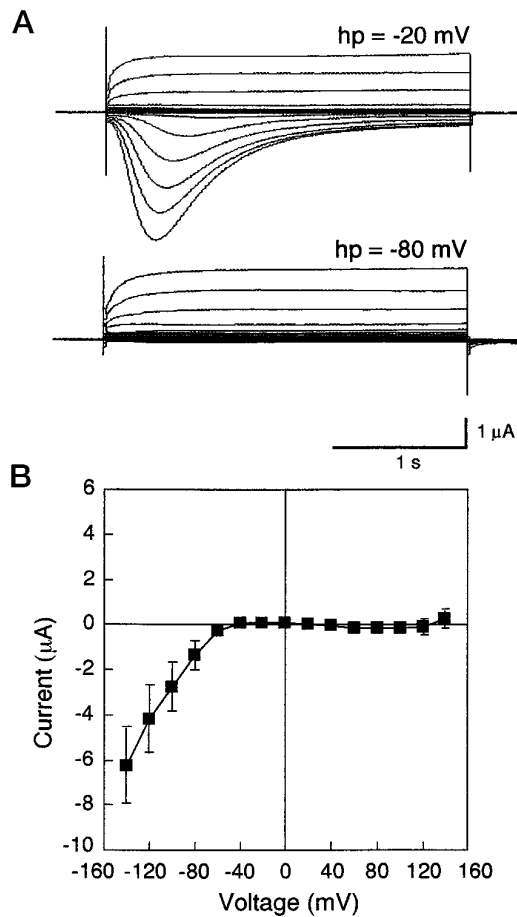 A
hp = -20 mV
hp = -80 mV
1 μA
1 s
B
6
4
2
0
-2
-4
-6
-8
-10
Current (μA)
-160 -120 -80 -40 0 40 80 120 160
Voltage (mV)